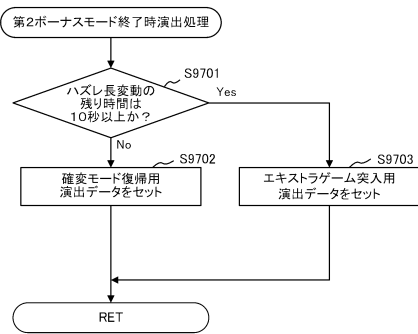 第2ボーナスモード終了時演出処理
S9701
ハズレ長変動の
残り時間は
10秒以上か？
Yes
No
S9702
確変モード復帰用
演出データをセット
S9703
エキストラゲーム突入用
演出データをセット
RET